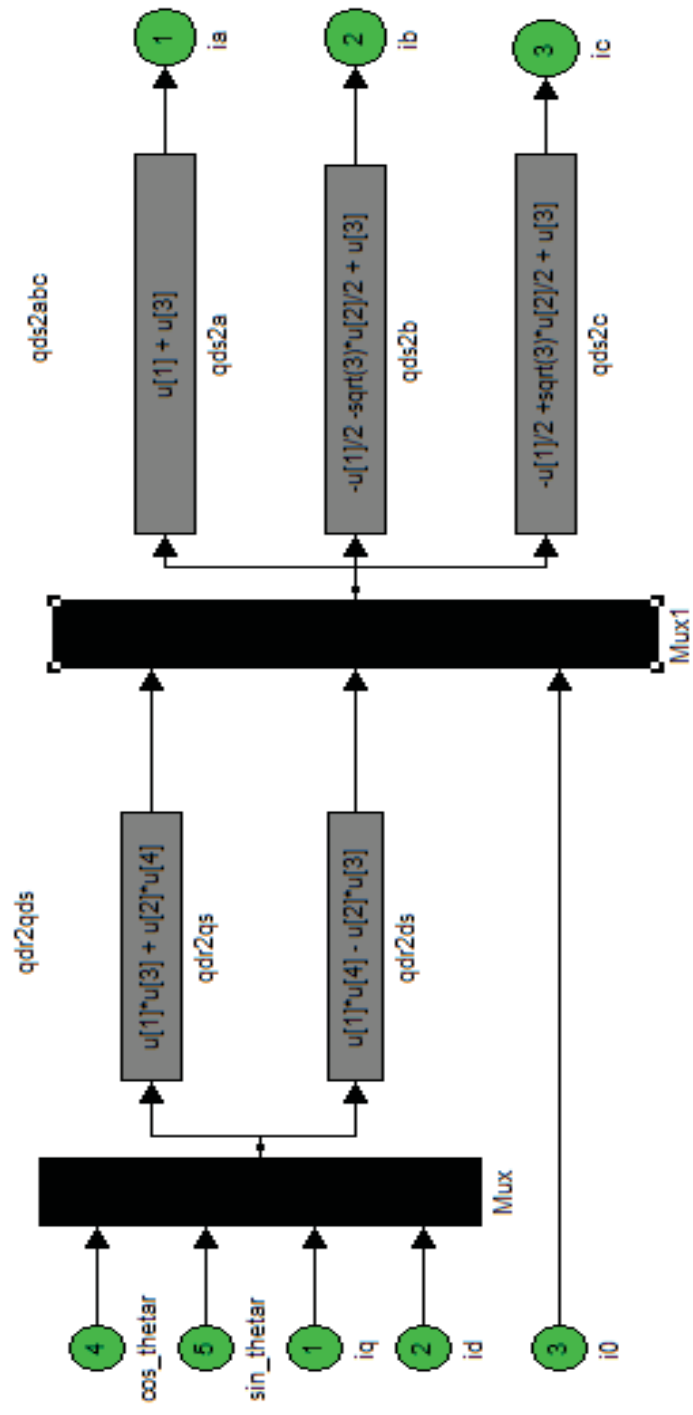 qdr2qds
qds2abc
4
cos_thetar
5
sin_thetar
1
iq
2
id
3
i0
Mux
u[1]*u[3] + u[2]*u[4]
qdr2qs
u[1]*u[4] - u[2]*u[3]
qdr2ds
Mux1
u[1] + u[3]
qds2a
-u[1]/2 -sqrt(3)*u[2]/2 + u[3]
qds2b
-u[1]/2 +sqrt(3)*u[2]/2 + u[3]
qds2c
1
ia
2
ib
3
ic